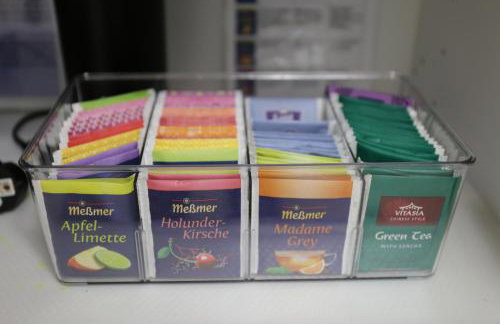 Meßmer
Apfel-
Limette
Meßmer
Holunder-
Kirsche
Meßmer
Madame
Grey
VITASIA
Green Tea